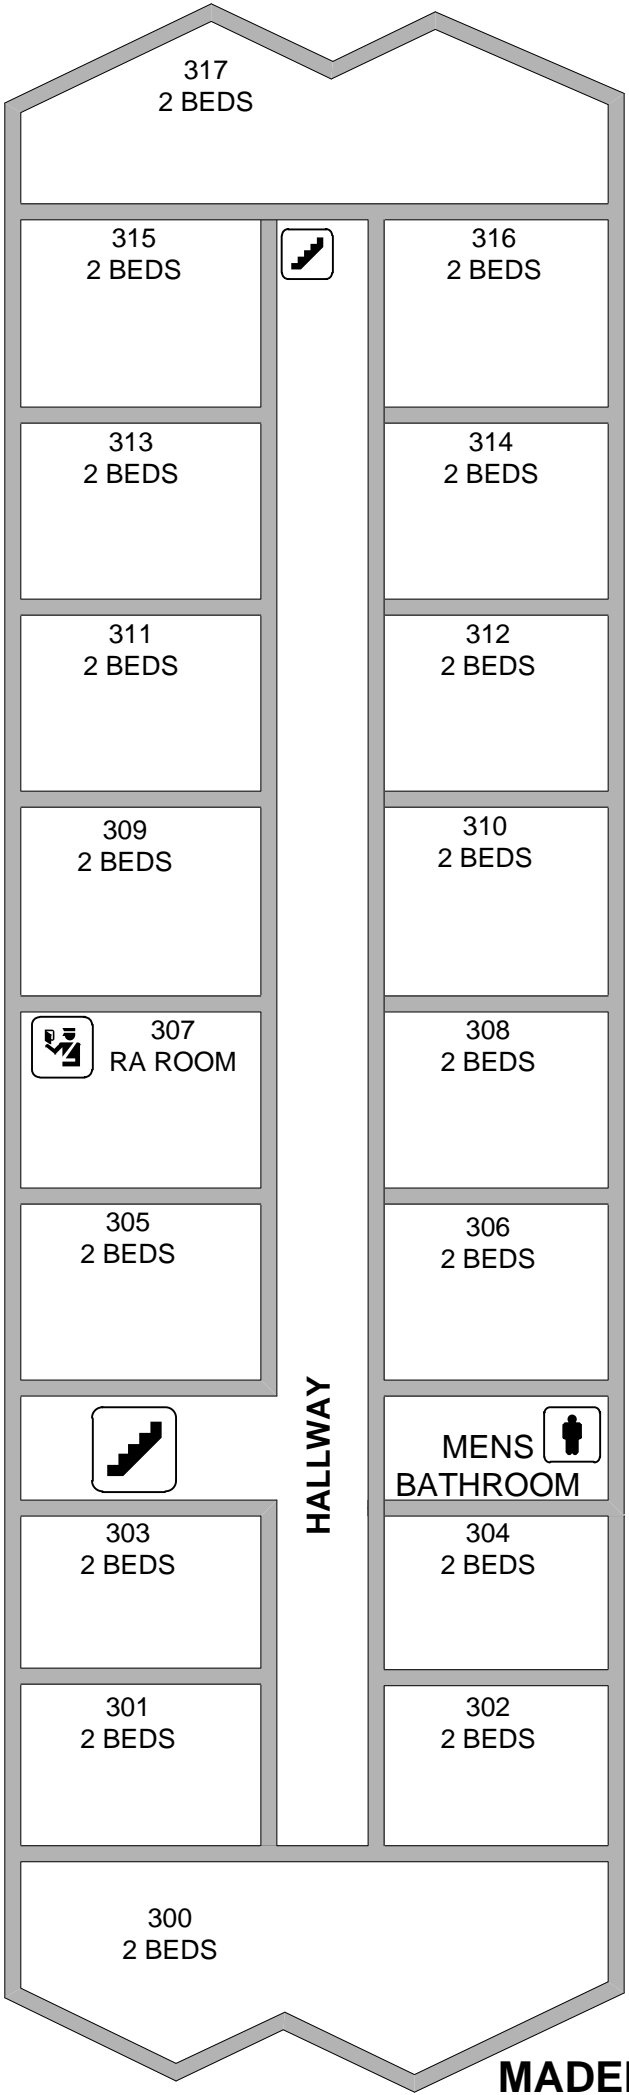 317
2 BEDS
315
2 BEDS
316
2 BEDS
313
2 BEDS
314
2 BEDS
311
2 BEDS
312
2 BEDS
309
2 BEDS
310
2 BEDS
307
RA ROOM
308
2 BEDS
305
2 BEDS
306
2 BEDS
HALLWAY
MENS
BATHROOM
303
2 BEDS
304
2 BEDS
301
2 BEDS
302
2 BEDS
300
2 BEDS